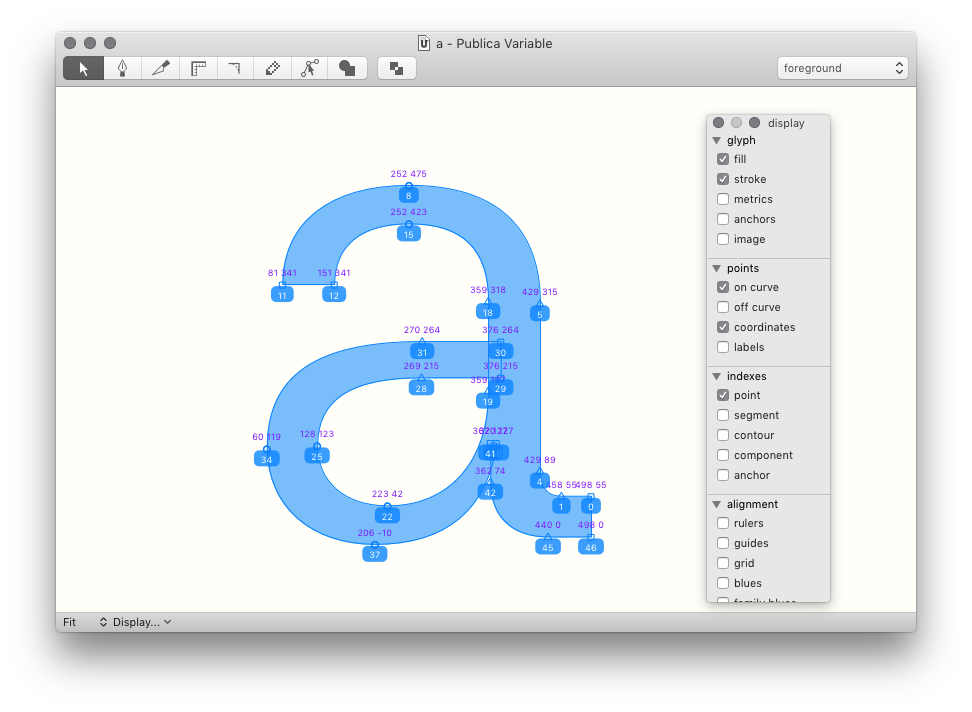 a - Publica Variable
foreground
display
glyph
fill
stroke
metrics
anchors
image
points
on curve
off curve
coordinates
labels
indexes
point
segment
contour
component
anchor
alignment
rulers
guides
grid
blues
252 475
8
252 423
15
81 341
151 341
11
12
359 318
429 315
18
5
270 264
376 264
31
30
269 215
376 215
28
29
359
19
60 119
128 123
34
25
41
429 89
362 74
4
42
458 55
498 55
1
0
223 42
22
206 -10
37
440 0
498 0
45
46
Fit
Display...